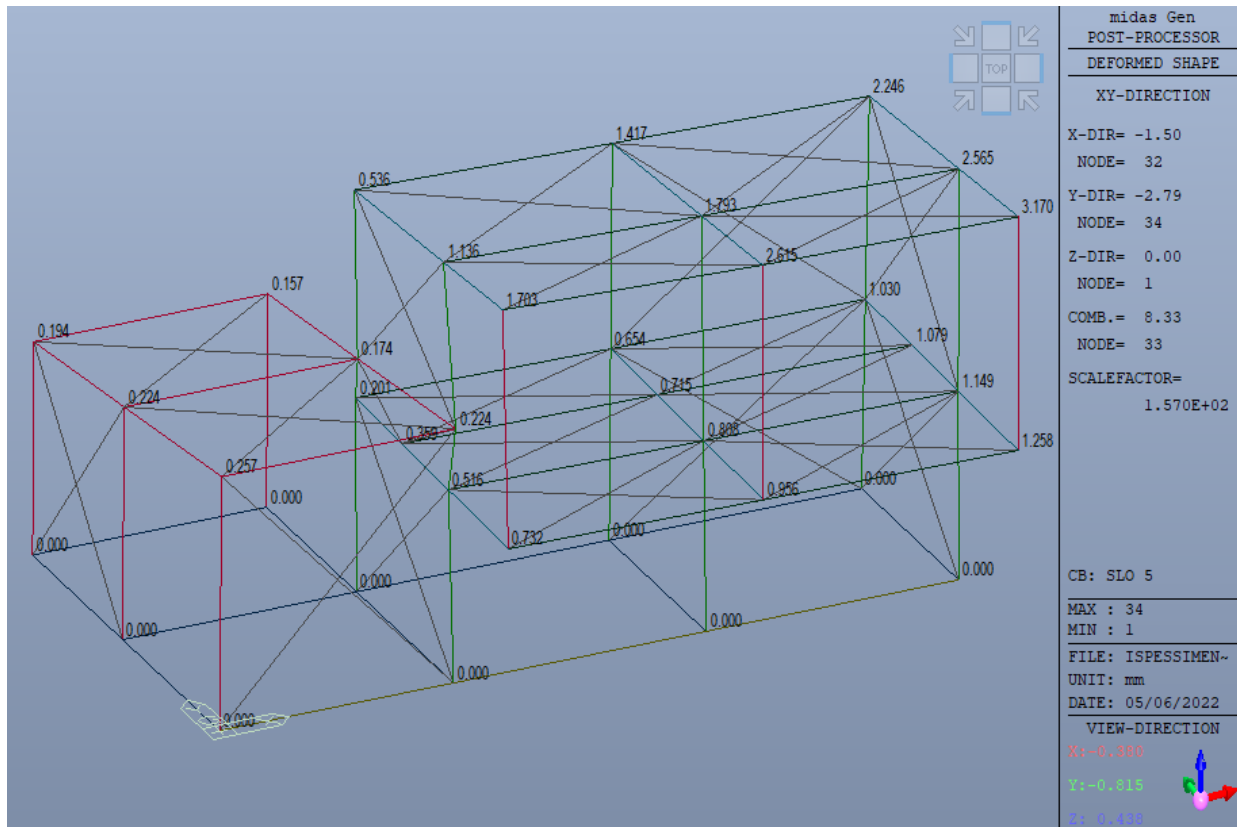 TOP
2.246
1.417
2.565
0.536
1.793
3.170
1.136
2.615
0.157
1.703
1.030
0.194
0.654
1.079
0.174
0.201
0.715
1.149
0.224
0.224
0.359
0.808
1.258
0.257
0.516
0.956
0.000
0.000
0.732
0.000
0.000
0.000
0.000
0.000
0.000
0.000
0.000
midas Gen
POST-PROCESSOR
DEFORMED SHAPE
XY-DIRECTION
X-DIR= -1.50
NODE= 32
Y-DIR= -2.79
NODE= 34
Z-DIR= 0.00
NODE= 1
COMB.= 8.33
NODE= 33
SCALEFACTOR=
1.570E+02
CB: SLO 5
MAX : 34
MIN : 1
FILE: ISPESSIMEN~
UNIT: mm
DATE: 05/06/2022
VIEW-DIRECTION
X:-0.380
Y:-0.815
Z: 0.438